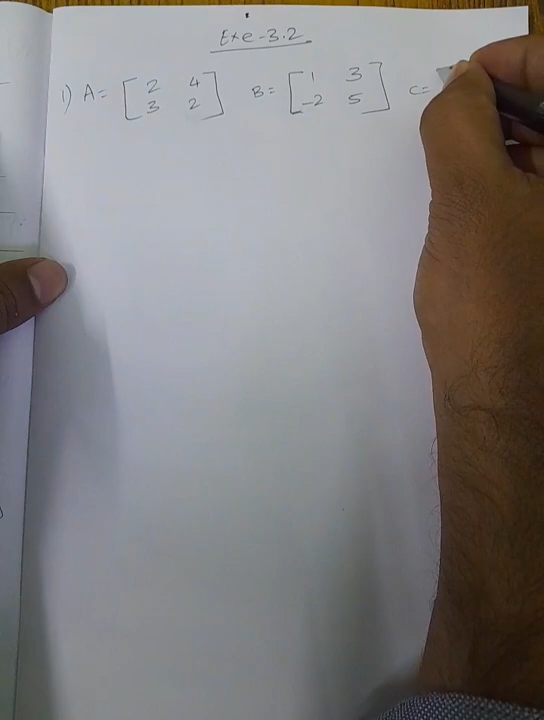 Exe-3.2
1) A = [ 2 4 B = [ 1 3 ] C =
3 2 ] -2 5